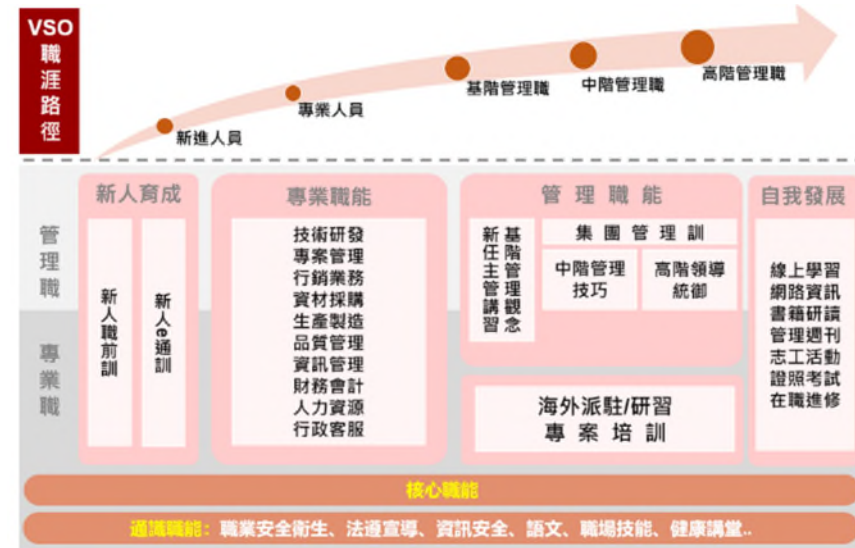 VSO
職涯路徑
新進人員
專業人員
基階管理職
中階管理職
高階管理職
管理職
專業職
新人育成
新人職前訓
新人e通訓
專業職能
技術研發
專案管理
行銷業務
資材採購
生產製造
品質管理
資訊管理
財務會計
人力資源
行政客服
管理職能
基階管理觀念
新任主管講習
集團管理訓
中階管理
技巧
高階領導
統御
海外派駐/研習
專案培訓
自我發展
線上學習
網路資訊
書籍研讀
管理週刊
志工活動
證照考試
在職進修
核心職能
通識職能：職業安全衛生、法遵宣導、資訊安全、語文、職場技能、健康講堂..